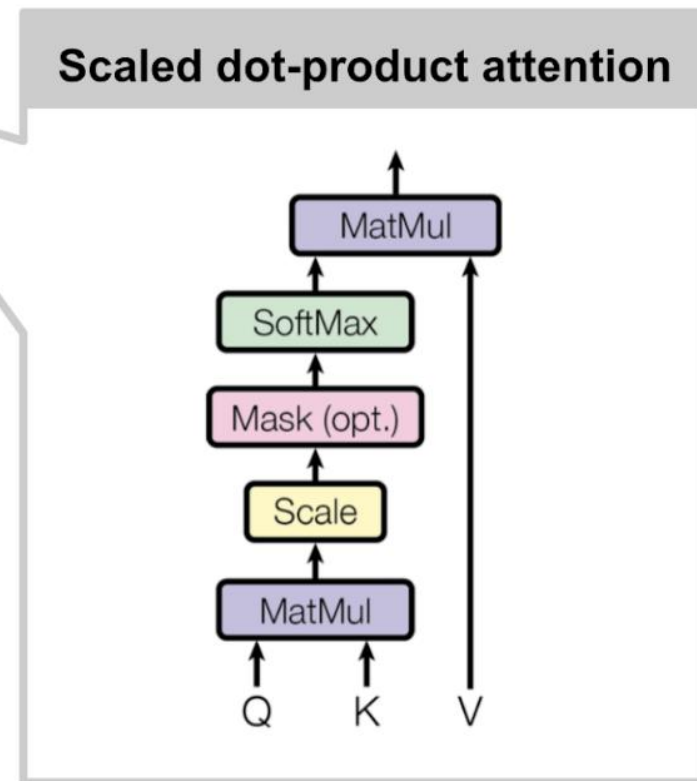 Scaled dot-product attention
MatMul
SoftMax
Mask (opt.)
Scale
MatMul
Q K V